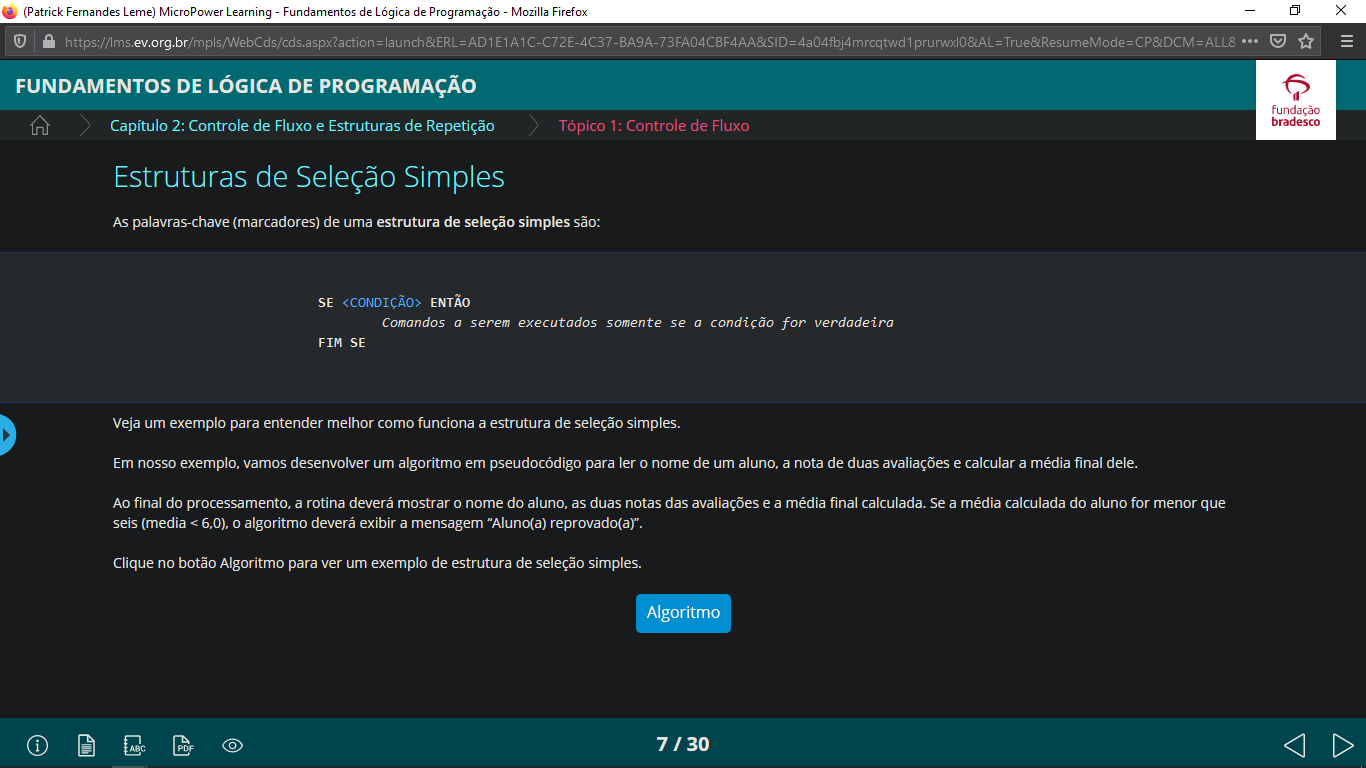 (Patrick Fernandes Leme) MicroPower Learning - Fundamentos de Lógica de Programação - Mozilla Firefox
https://lms.ev.org.br/mpls/WebCds/cds.aspx?action=launch&ERL=AD1E1A1C-C72E-4C37-BA9A-73FA04CBF4AA&SID=4a04fbj4mrcqtwd1prurwxl0&AL=True&ResumeMode=CP&DCM=ALL&
FUNDAMENTOS DE LÓGICA DE PROGRAMAÇÃO
fundação
bradesco
Capítulo 2: Controle de Fluxo e Estruturas de Repetição
Tópico 1: Controle de Fluxo
Estruturas de Seleção Simples
As palavras-chave (marcadores) de uma estrutura de seleção simples são:
SE <CONDIÇÃO> ENTÃO
Comandos a serem executados somente se a condição for verdadeira
FIM SE
Veja um exemplo para entender melhor como funciona a estrutura de seleção simples.
Em nosso exemplo, vamos desenvolver um algoritmo em pseudocódigo para ler o nome de um aluno, a nota de duas avaliações e calcular a média final dele.
Ao final do processamento, a rotina deverá mostrar o nome do aluno, as duas notas das avaliações e a média final calculada. Se a média calculada do aluno for menor que
seis (media < 6,0), o algoritmo deverá exibir a mensagem “Aluno(a) reprovado(a)”.
Clique no botão Algoritmo para ver um exemplo de estrutura de seleção simples.
Algoritmo
ABC
PDF
7 / 30